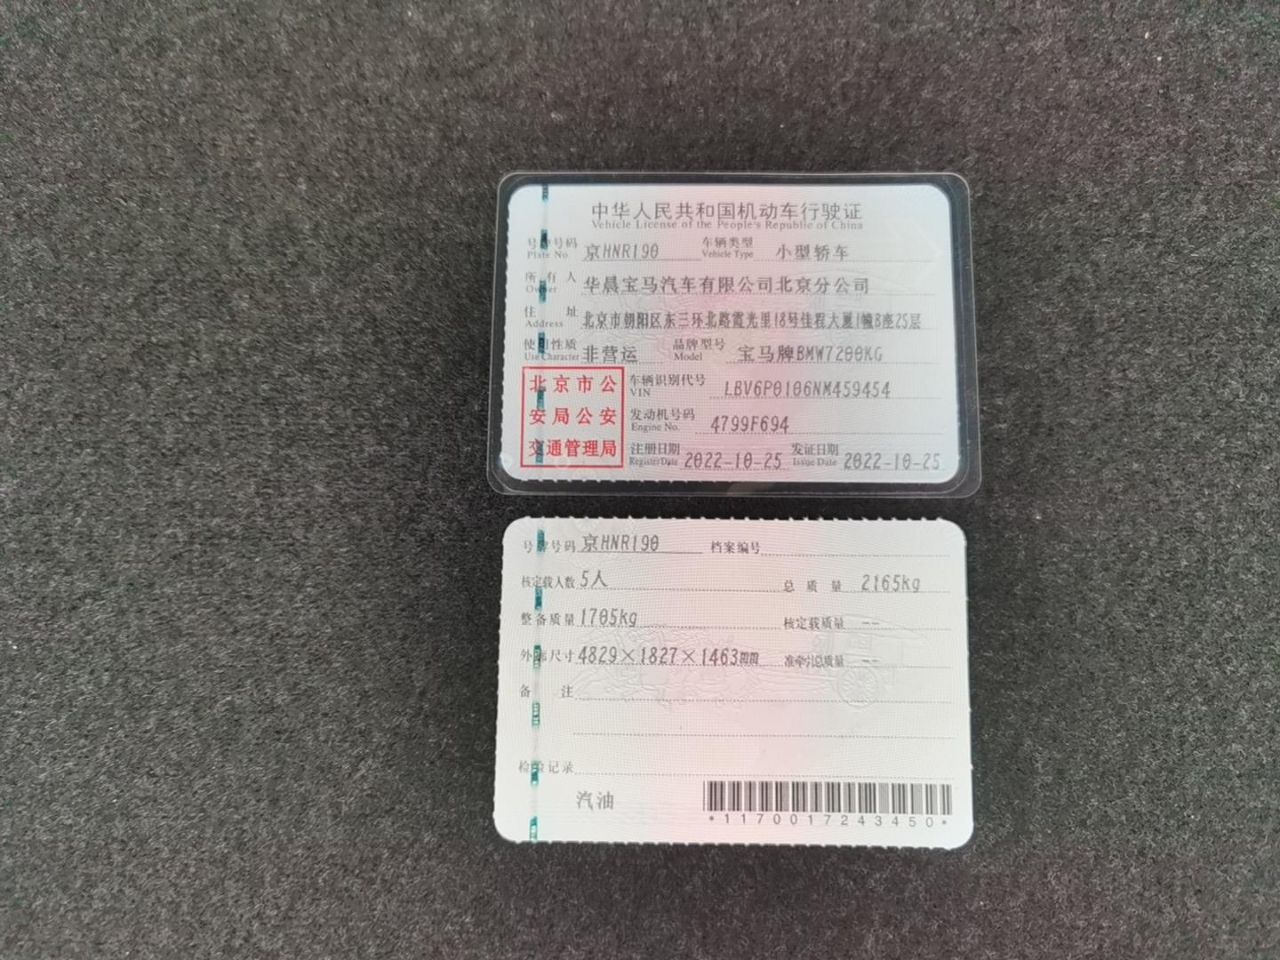 中华人民共和国机动车行驶证
Vehicle License of the People's Republic of China
号牌号码 京HNR190 车辆类型 小型轿车
Plate No. Vehicle Type
所有人 华晨宝马汽车有限公司北京分公司
Owner
住址 北京市朝阳区东三环北路霞光里18号佳程大厦1幢B座25层
Address
使用性质 非营运 品牌型号 宝马牌BMW7200KG
Use Character Model
北京市公
安局公安
交通管理局
车辆识别代号 LBV6P0106NM459454
VIN
发动机号码 4799F694
Engine No.
注册日期 2022-10-25 发证日期 2022-10-25
Register Date Issue Date
号牌号码 京HNR190 档案编号
核定载人数 5人 总质量 2165kg
整备质量 1705kg 核定载质量 --
外廓尺寸 4829×1827×1463mm 准牵引总质量 --
备注
检验记录
汽油
*1170017243450*